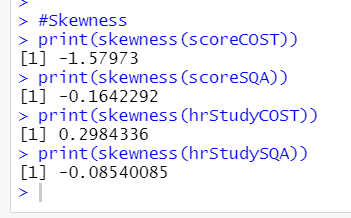 >
> #Skewness
> print(skewness(scoreCOST))
[1] -1.57973
> print(skewness(scoreSQA))
[1] -0.1642292
> print(skewness(hrStudyCOST))
[1] 0.2984336
> print(skewness(hrStudySQA))
[1] -0.08540085
>